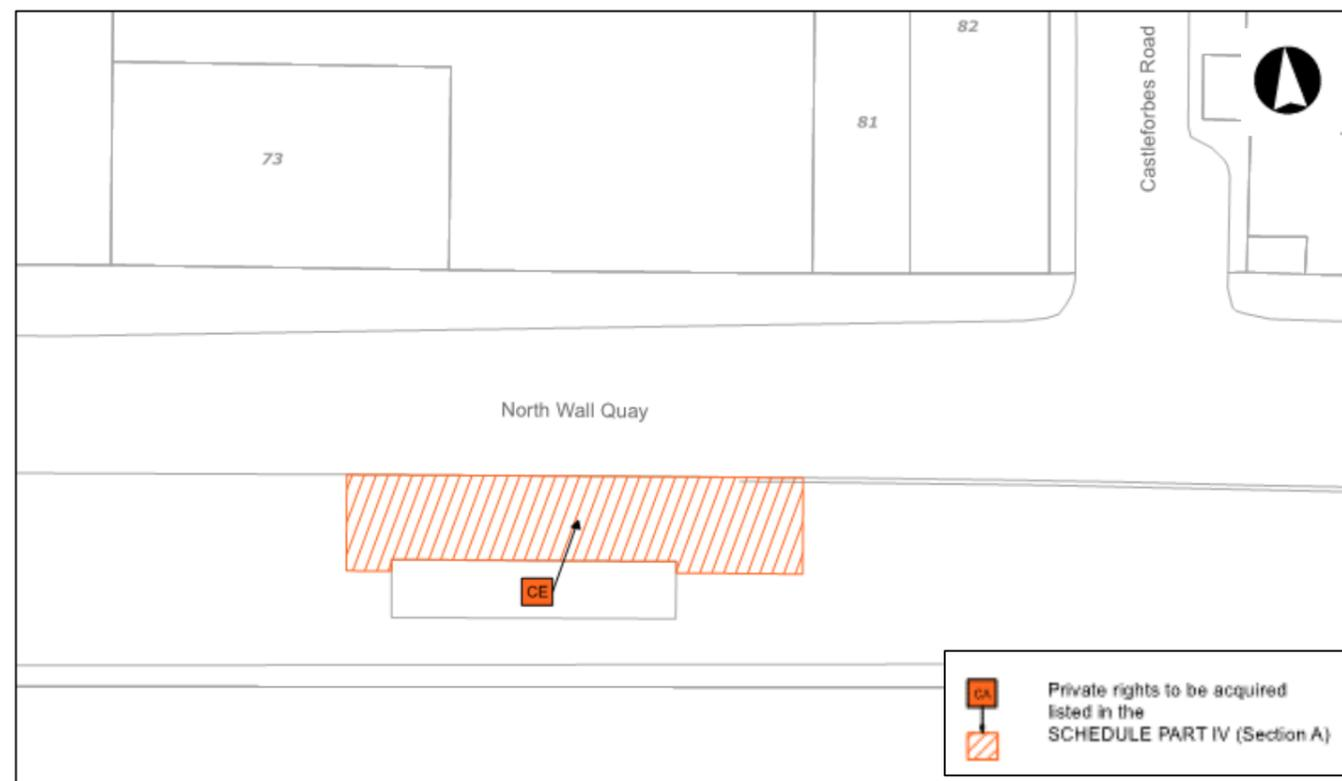 82
Castleforbes Road
81
73
North Wall Quay
CE
CA
Private rights to be acquired
listed in the
SCHEDULE PART IV (Section A)